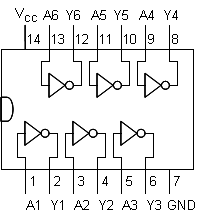 Vcc A6 Y6 A5 Y5 A4 Y4
14 13 12 11 10 9 8
1 2 3 4 5 6 7
A1 Y1 A2 Y2 A3 Y3 GND